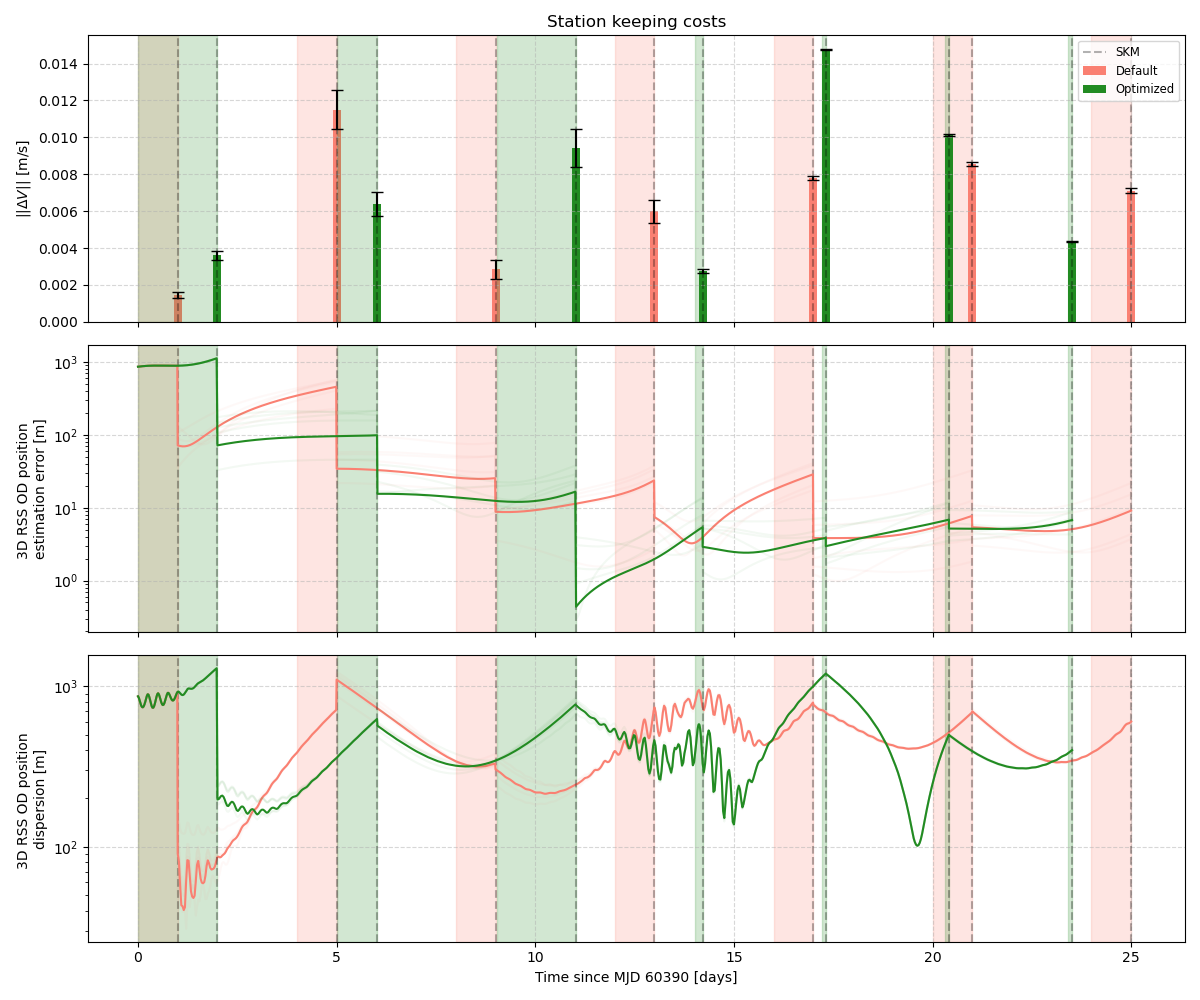 Station keeping costs
||ΔV|| [m/s]
0.014
0.012
0.010
0.008
0.006
0.004
0.002
0.000
SKM
Default
Optimized
3D RSS OD position
estimation error [m]
10³
10²
10¹
10⁰
3D RSS OD position
dispersion [m]
10³
10²
0 5 10 15 20 25
Time since MJD 60390 [days]